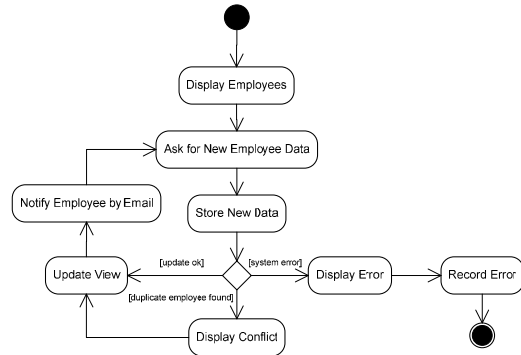 Display Employees
Ask for New Employee Data
Notify Employee by Email
Store New Data
[update ok]
[system error]
Update View
Display Error
Record Error
[duplicate employee found]
Display Conflict